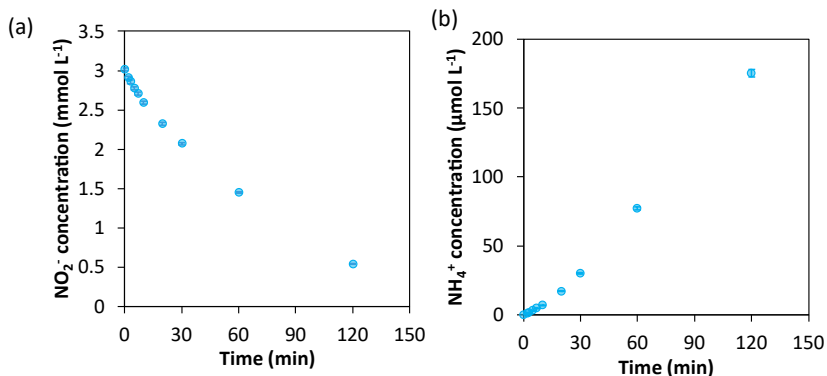 (a)
NO₂⁻ concentration (mmol L⁻¹)
3.5
3
2.5
2
1.5
1
0.5
0
0 30 60 90 120 150
Time (min)
(b)
NH₄⁺ concentration (µmol L⁻¹)
200
150
100
50
0
0 30 60 90 120 150
Time (min)